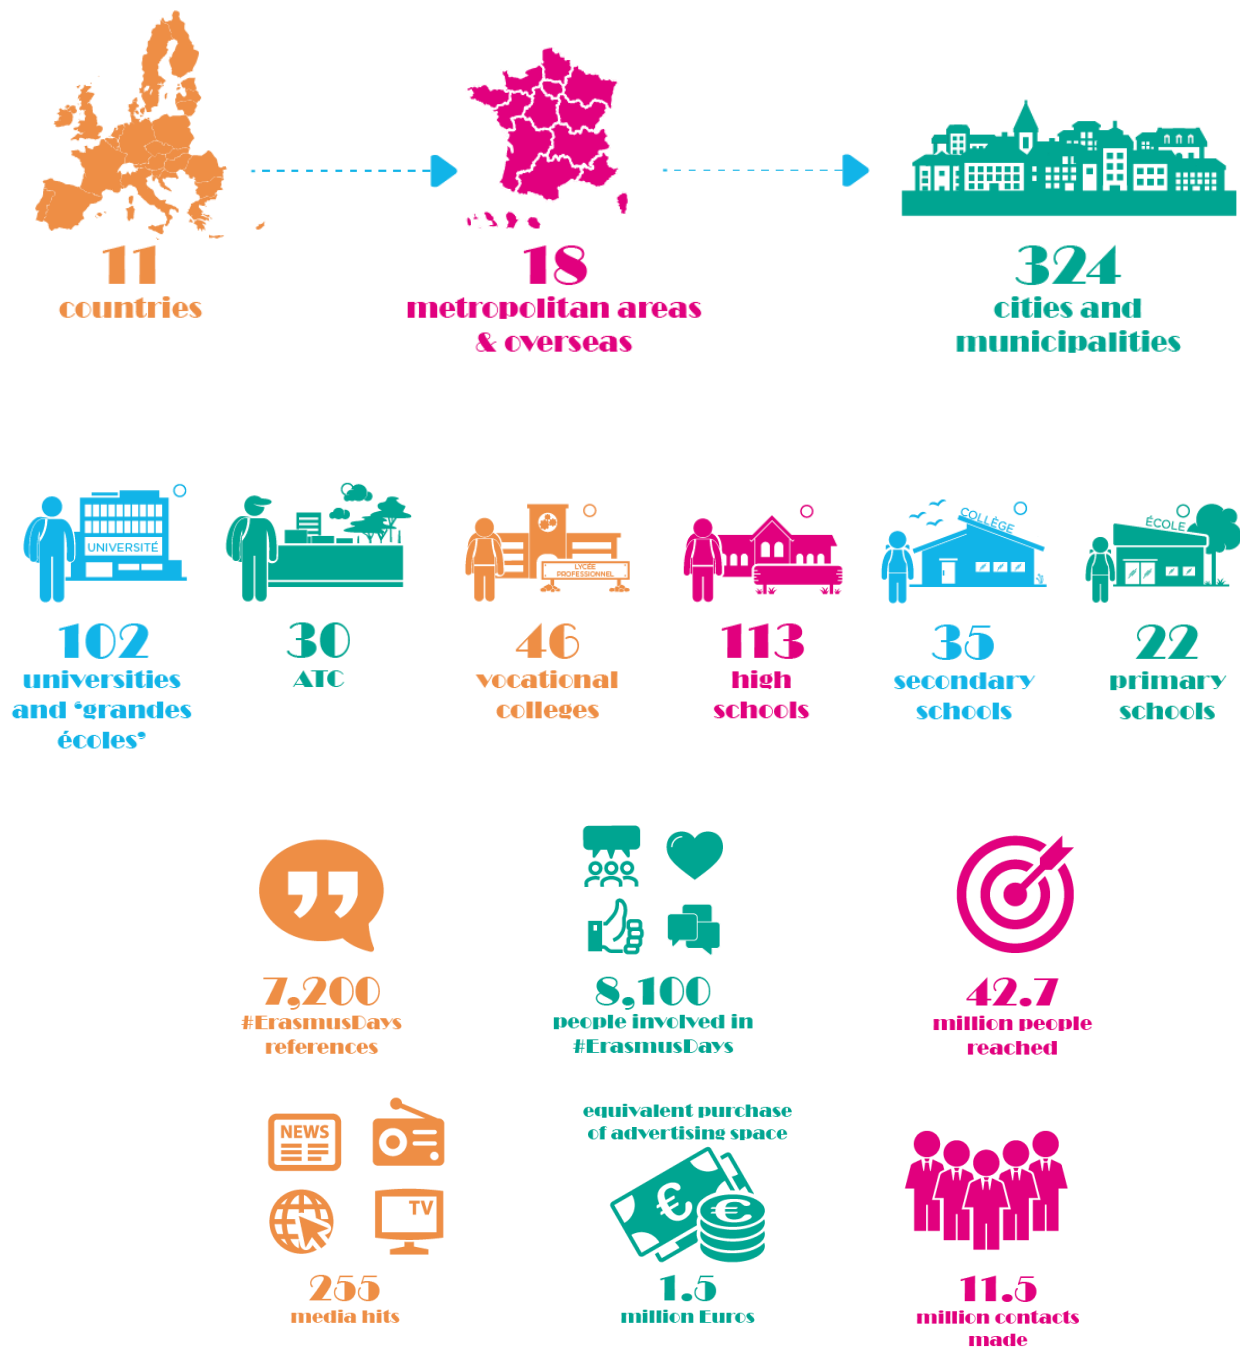 11
countries
18
metropolitan areas
& overseas
324
cities and
municipalities
UNIVERSITÉ
102
universities
and ‘grandes
écoles’
30
ATC
LYCÉE
PROFESSIONNEL
46
vocational
colleges
113
high
schools
COLLÈGE
35
secondary
schools
ÉCOLE
22
primary
schools
7,200
#ErasmusDays
references
8,100
people involved in
#ErasmusDays
42.7
million people
reached
NEWS
TV
255
media hits
equivalent purchase
of advertising space
€
€
1.5
million Euros
11.5
million contacts
made